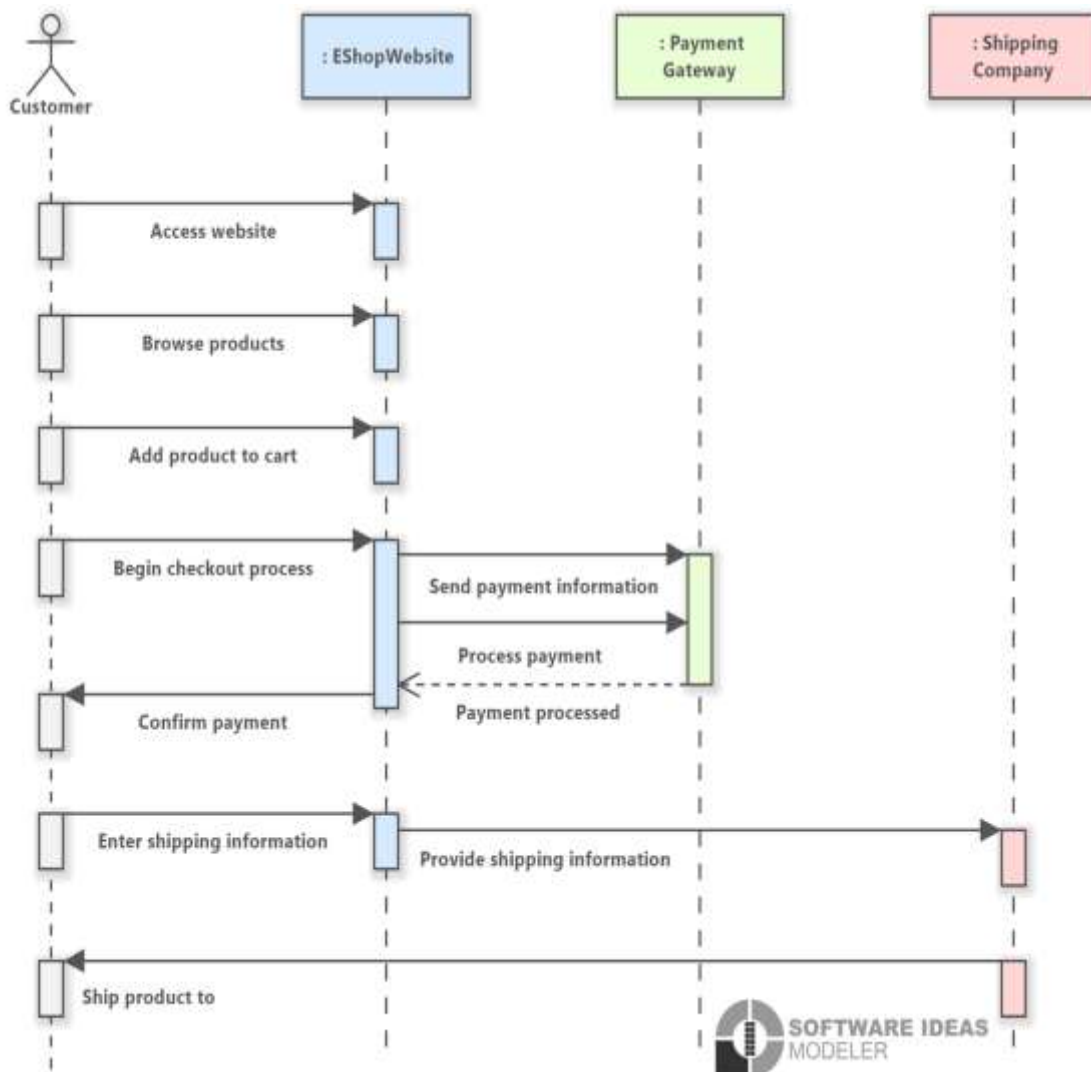 : EShopWebsite
: Payment
Gateway
: Shipping
Company
Customer
Access website
Browse products
Add product to cart
Begin checkout process
Send payment information
Process payment
Payment processed
Confirm payment
Enter shipping information
Provide shipping information
Ship product to
SOFTWARE IDEAS
MODELER